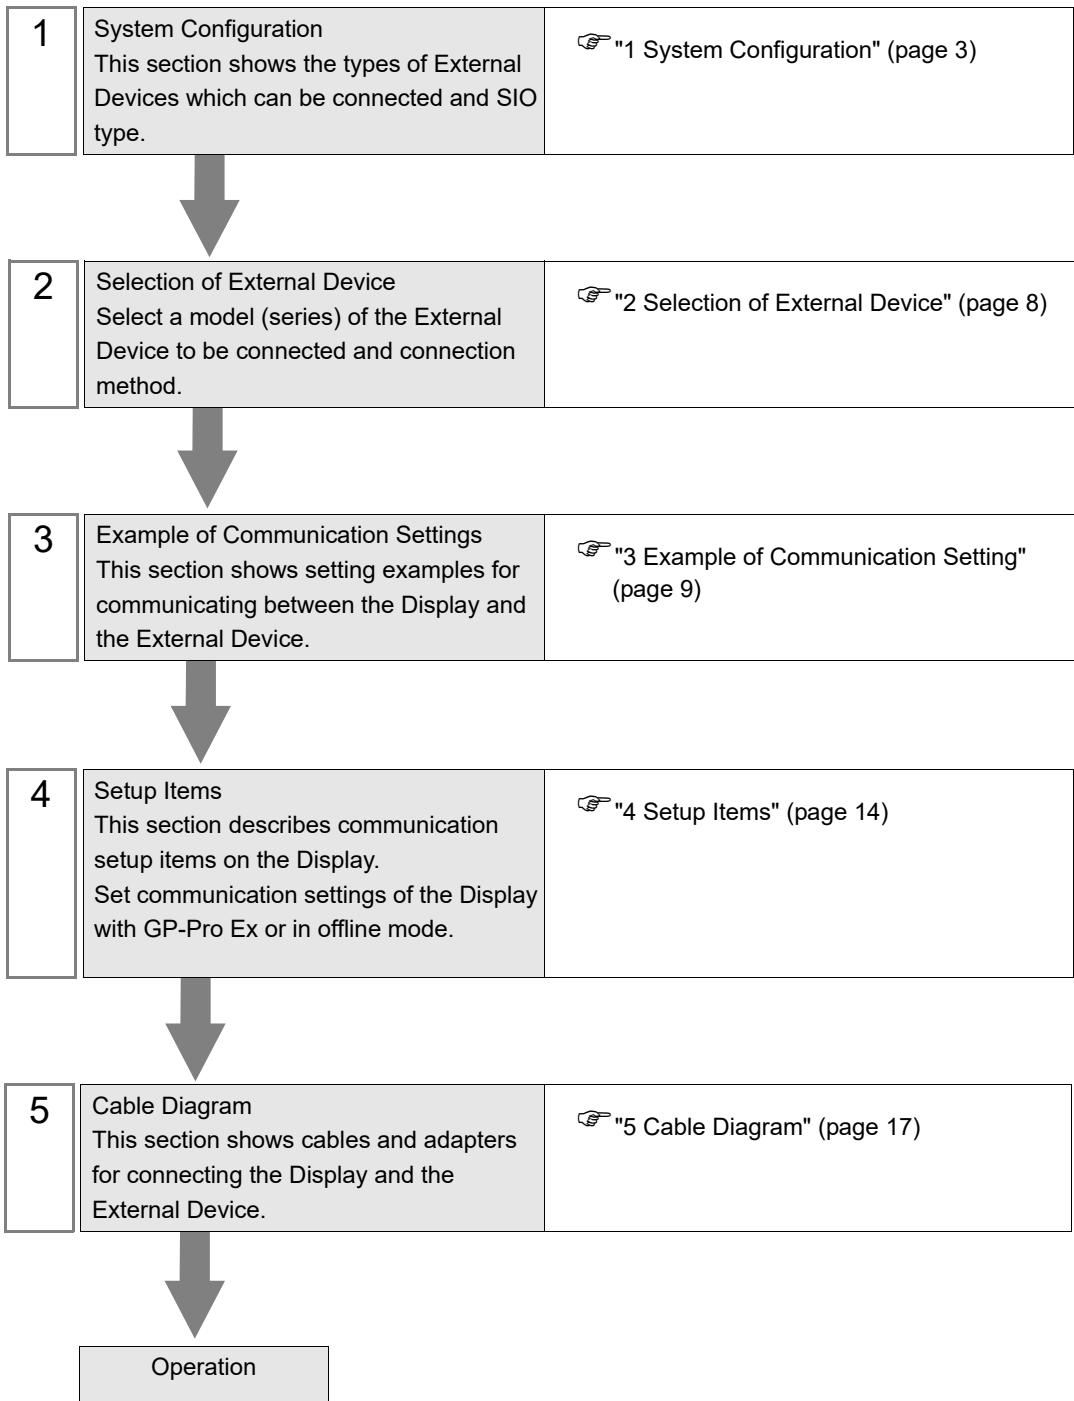 1
System Configuration
This section shows the types of External
Devices which can be connected and SIO
type.
"1 System Configuration" (page 3)
2
Selection of External Device
Select a model (series) of the External
Device to be connected and connection
method.
"2 Selection of External Device" (page 8)
3
Example of Communication Settings
This section shows setting examples for
communicating between the Display and
the External Device.
"3 Example of Communication Setting"
(page 9)
4
Setup Items
This section describes communication
setup items on the Display.
Set communication settings of the Display
with GP-Pro Ex or in offline mode.
"4 Setup Items" (page 14)
5
Cable Diagram
This section shows cables and adapters
for connecting the Display and the
External Device.
"5 Cable Diagram" (page 17)
Operation